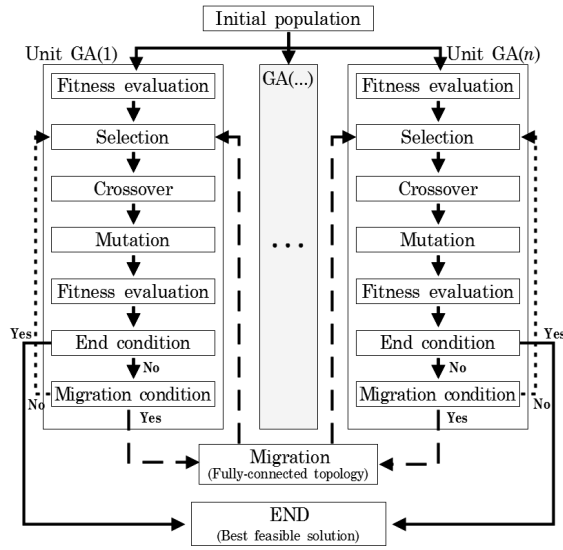 Initial population
Unit GA(1)
Fitness evaluation
Selection
Crossover
Mutation
Fitness evaluation
End condition
Yes
No
Migration condition
No
Yes
GA(...)
...
Unit GA(n)
Fitness evaluation
Selection
Crossover
Mutation
Fitness evaluation
End condition
Yes
No
Migration condition
No
Yes
Migration
(Fully-connected topology)
END
(Best feasible solution)